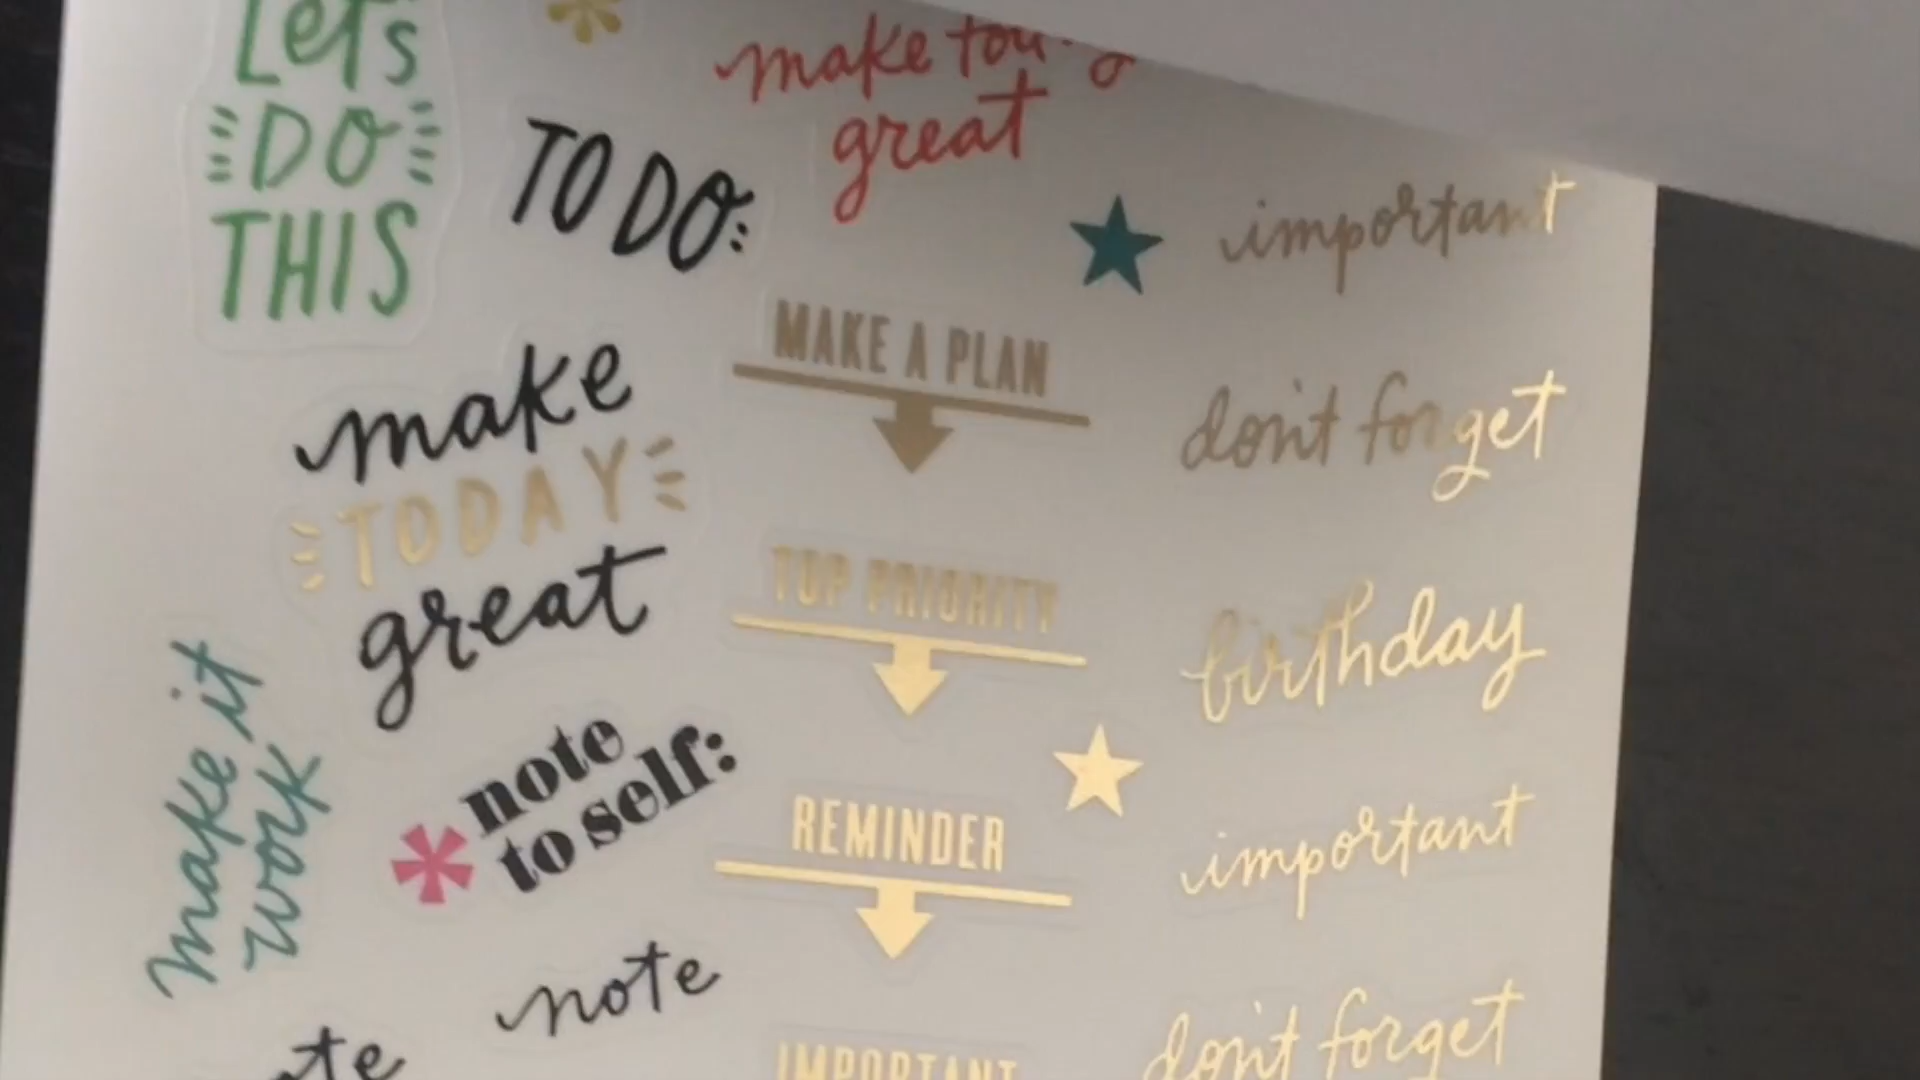 Let's
DO
THIS
make
great
TO DO:
important
MAKE A PLAN
make
TODAY
great
don't forget
TOP PRIORITY
birthday
make it
work
note
to self:
REMINDER
important
note
IMPORTANT
don't forget